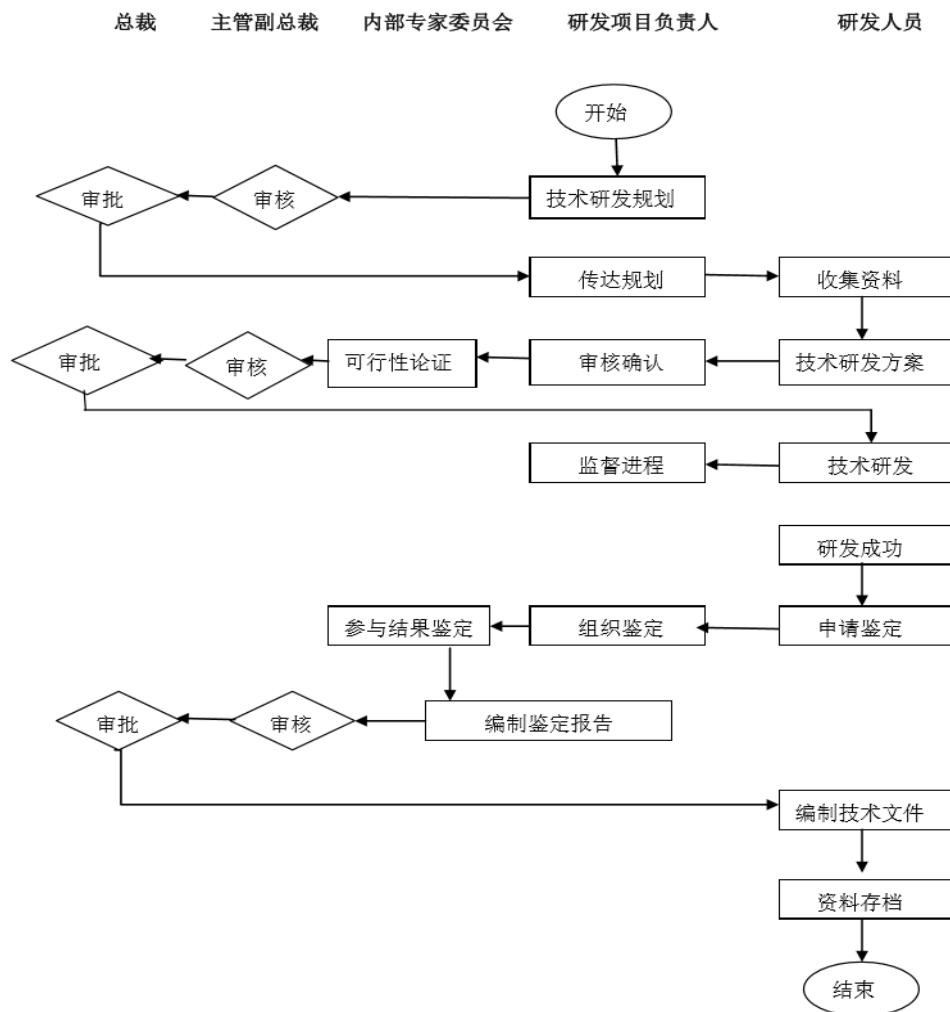 总裁 主管副总裁 内部专家委员会 研发项目负责人 研发人员
开始
审批 审核 技术研发规划
传达规划 收集资料
审批 审核 可行性论证 审核确认 技术研发方案
监督进程 技术研发
研发成功
参与结果鉴定 组织鉴定 申请鉴定
审批 审核 编制鉴定报告
编制技术文件
资料存档
结束